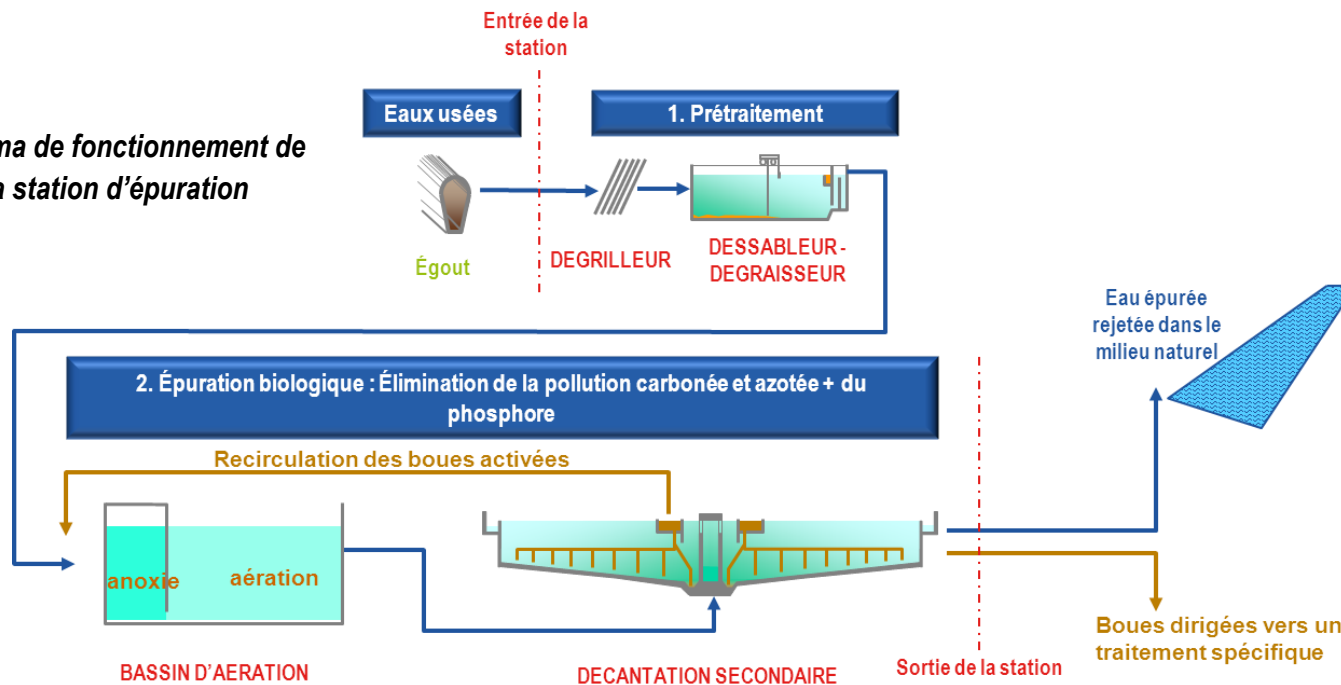 Entrée de la
station
Eaux usées
1. Prétraitement
ma de fonctionnement de
a station d’épuration
Égout
DEGRILLEUR
DESSABLEUR -
DEGRAISSEUR
Eau épurée
rejetée dans le
milieu naturel
2. Épuration biologique : Élimination de la pollution carbonée et azotée + du
phosphore
Recirculation des boues activées
anoxie
aération
Boues dirigées vers un
traitement spécifique
BASSIN D’AERATION
DECANTATION SECONDAIRE
Sortie de la station